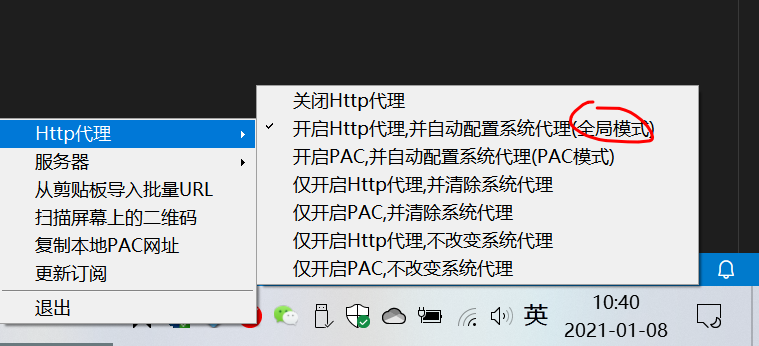 关闭Http代理
开启Http代理,并自动配置系统代理(全局模式)
开启PAC,并自动配置系统代理(PAC模式)
仅开启Http代理,并清除系统代理
仅开启PAC,并清除系统代理
仅开启Http代理,不改变系统代理
仅开启PAC,不改变系统代理
Http代理
服务器
从剪贴板导入批量URL
扫描屏幕上的二维码
复制本地PAC网址
更新订阅
退出
英
10:40
2021-01-08